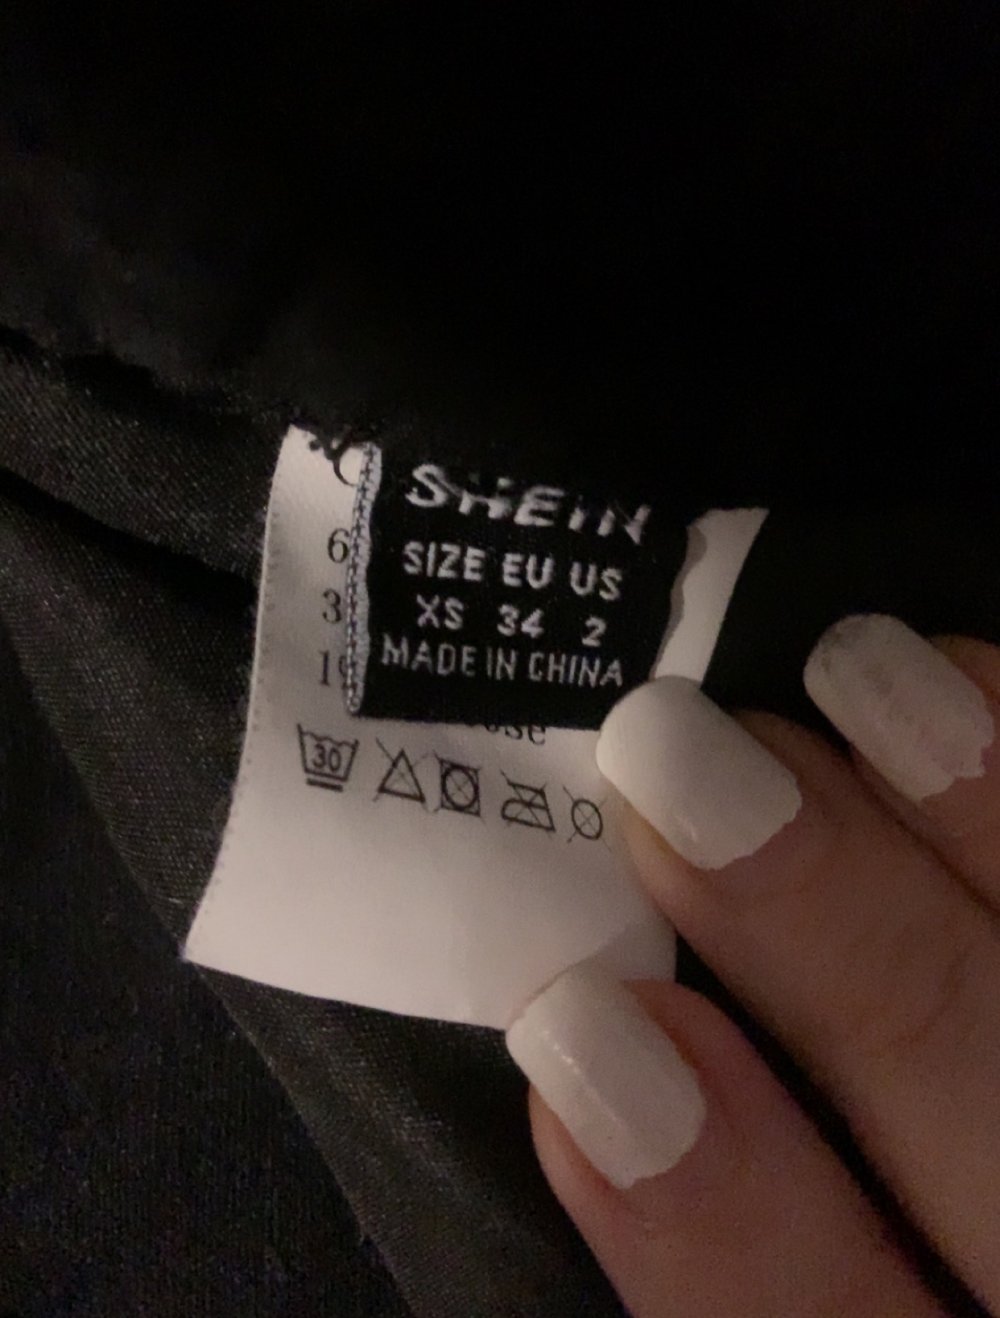 SHEIN
SIZE EU US
XS 34 2
MADE IN CHINA
30